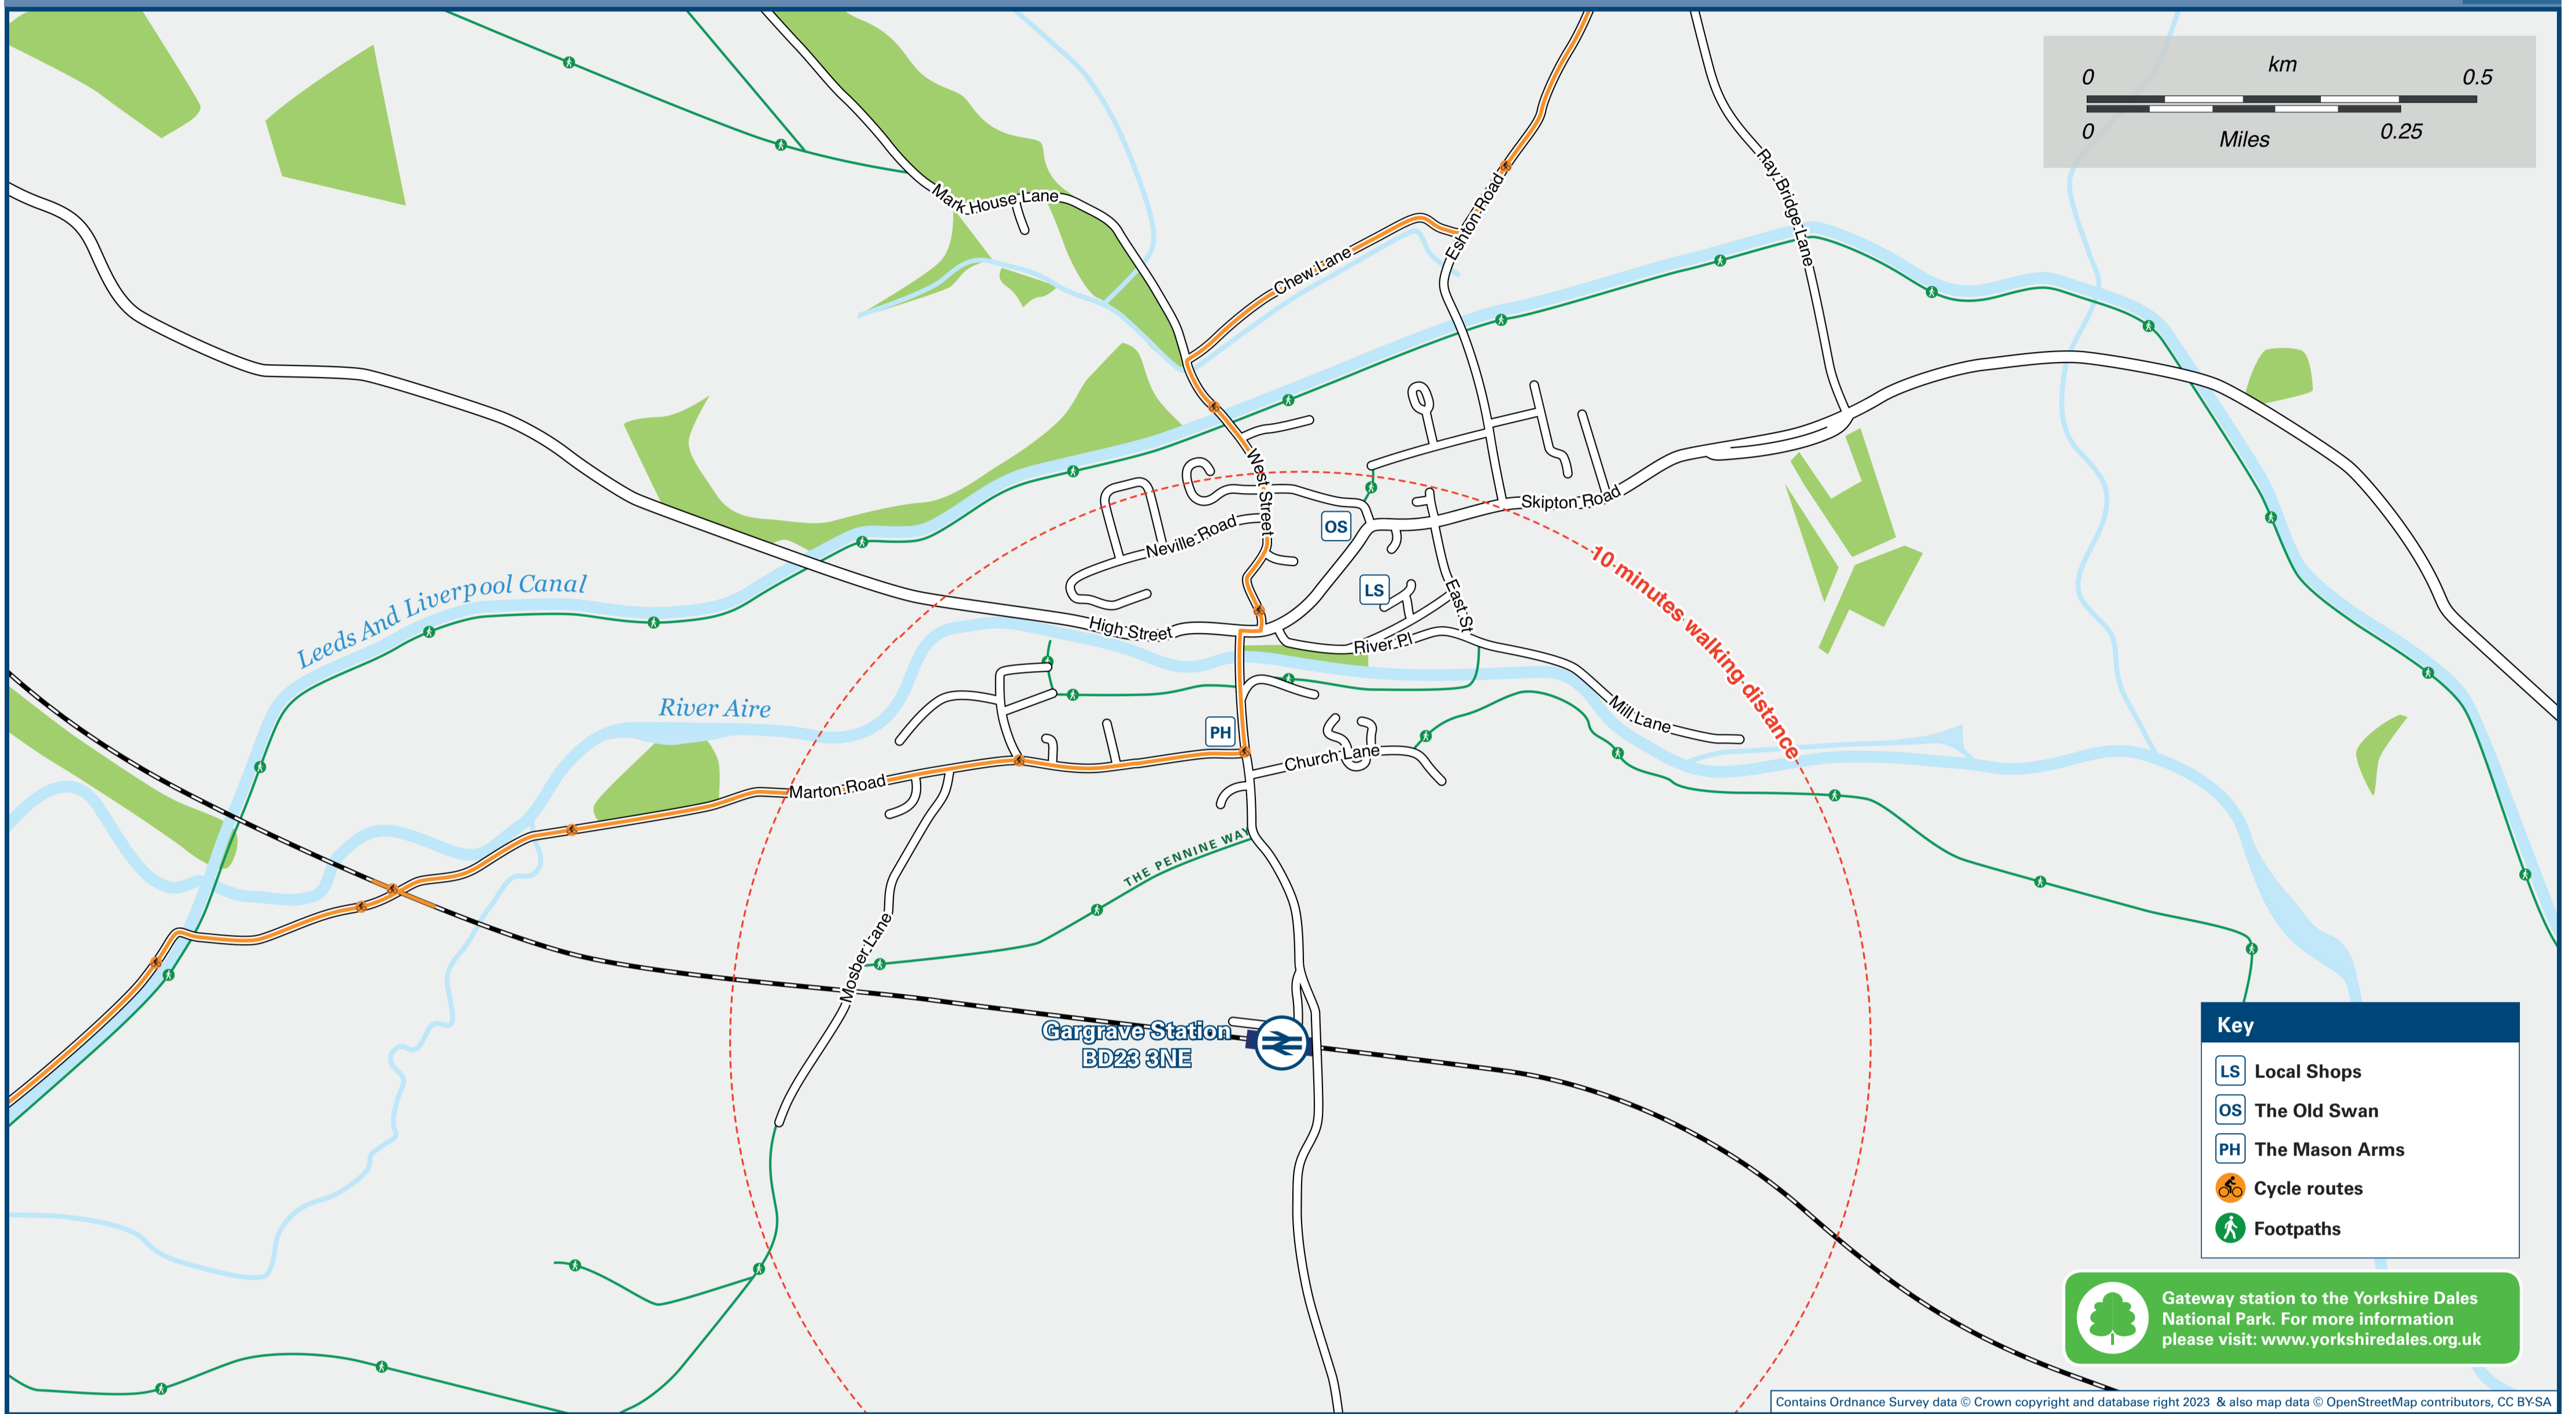 km
0
0.5
0
0.25
Miles
Mark House Lane
Ray Bridge Lane
Eshton Road
Chew Lane
West Street
Skipton Road
OS
Neville Road
10 minutes walking distance
Leeds And Liverpool Canal
LS
East St
High Street
River Pl
River Aire
Mill Lane
PH
Church Lane
Marton Road
THE PENNINE WAY
Mosber Lane
Gargrave Station
BD23 3NE
Key
LS Local Shops
OS The Old Swan
PH The Mason Arms
Cycle routes
Footpaths
Gateway station to the Yorkshire Dales
National Park. For more information
please visit: www.yorkshiredales.org.uk
Contains Ordnance Survey data © Crown copyright and database right 2023 & also map data © OpenStreetMap contributors, CC BY-SA